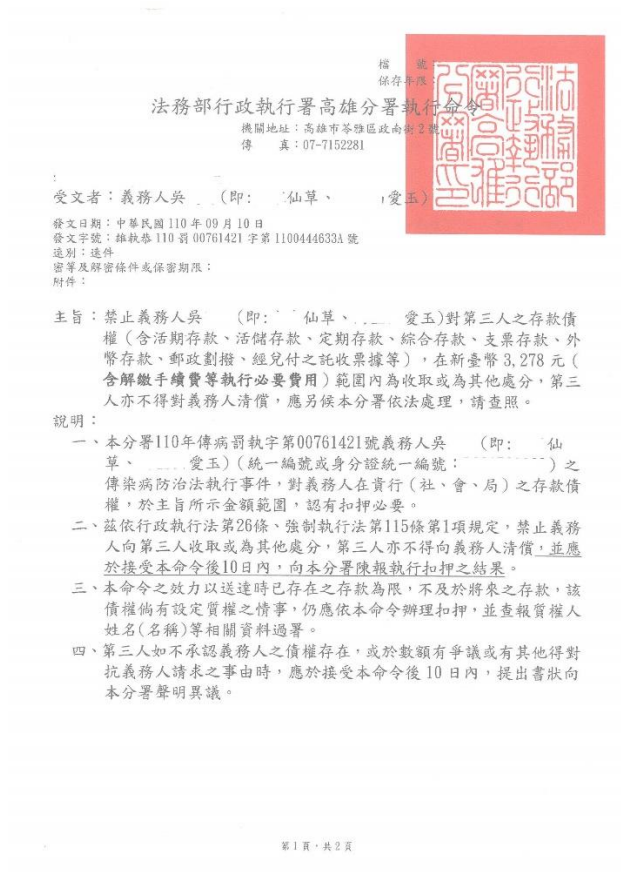 檔　　號：
保存年限：
法務部行政執行署高雄分署執行命令
機關地址：高雄市苓雅區政南街2號
傳　　真：07-7152281
受文者：義務人吳　　（即：　　仙草、　　愛玉）
發文日期：中華民國110年09月10日
發文字號：雄執恭110罰00761421字第1100444633A號
速別：速件
密等及解密條件或保密期限：
附件：
主旨：禁止義務人吳　　（即：　　仙草、　　愛玉)對第三人之存款債
權（含活期存款、活儲存款、定期存款、綜合存款、支票存款、外
幣存款、郵政劃撥、經兌付之託收票據等），在新臺幣3,278元（
含解繳手續費等執行必要費用）範圍內為收取或為其他處分，第三
人亦不得對義務人清償，應另候本分署依法處理，請查照。
說明：
一、本分署110年傳病罰執字第00761421號義務人吳　　（即：　　仙
草、　　愛玉）(統一編號或身分證統一編號：　　　　）之
傳染病防治法執行事件，對義務人在貴行（社、會、局）之存款債
權，於主旨所示金額範圍，認有扣押必要。
二、茲依行政執行法第26條、強制執行法第115條第1項規定，禁止義務
人向第三人收取或為其他處分，第三人亦不得向義務人清償，並應
於接受本命令後10日內，向本分署陳報執行扣押之結果。
三、本命令之效力以送達時已存在之存款為限，不及於將來之存款，該
債權倘有設定質權之情事，仍應依本命令辦理扣押，並查報質權人
姓名(名稱)等相關資料過署。
四、第三人如不承認義務人之債權存在，或於數額有爭議或有其他得對
抗義務人請求之事由時，應於接受本命令後10日內，提出書狀向
本分署聲明異議。
法務部
行政執行
署高雄
分署印
第1頁，共2頁